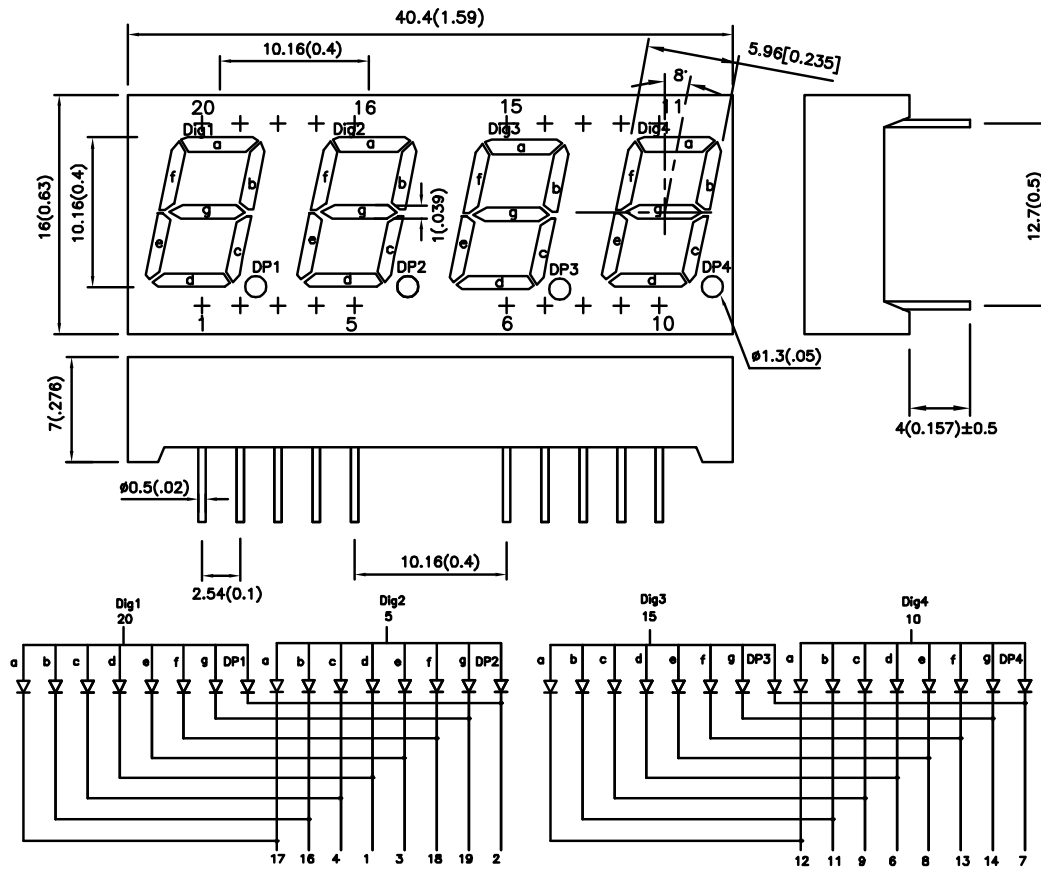 40.4(1.59)
10.16(0.4)
5.96[0.235]
8°
20 16 15 11
Dig1 Dig2 Dig3 Dig4
a a a a
f b f b f b f b
g g g g
e c e c e c e c
d d d d
DP1 DP2 DP3 DP4
1 5 6 10
16(0.63)
10.16(0.4)
1(.039)
12.7(0.5)
ø1.3(.05)
4(0.157)±0.5
7(.276)
ø0.5(.02)
10.16(0.4)
2.54(0.1)
Dig1 Dig2 Dig3 Dig4
20 5 15 10
a b c d e f g DP1 a b c d e f g DP2 a b c d e f g DP3 a b c d e f g DP4
17 16 4 1 3 18 19 2 12 11 9 6 8 13 14 7